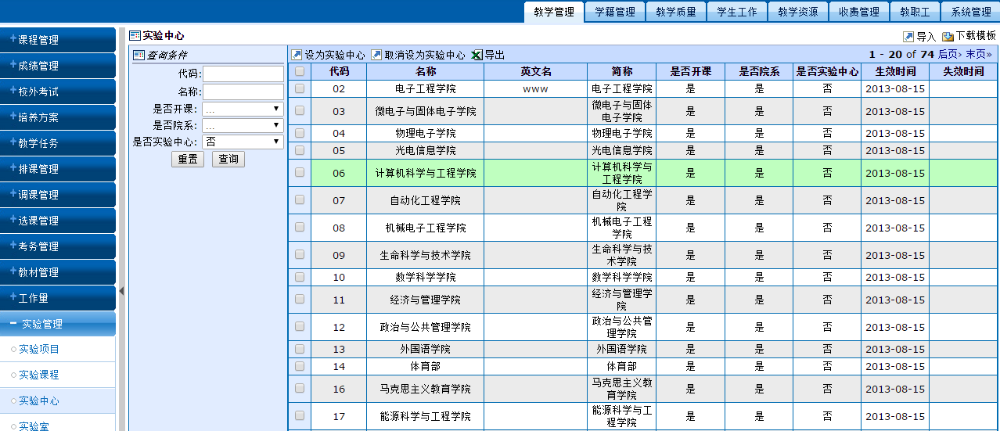 教学管理 学籍管理 教学质量 学生工作 教学资源 收费管理 教职工 系统管理
课程管理
成绩管理
校外考试
培养方案
教学任务
排课管理
调课管理
选课管理
考务管理
教材管理
工作量
实验管理
实验项目
实验课程
实验中心
实验室
实验中心
导入 下载模板
查询条件
代码:
名称:
是否开课: ...
是否院系: ...
是否实验中心: 否
重置 查询
设为实验中心 取消设为实验中心 导出 1 - 20 of 74 后页› 末页»
代码 名称 英文名 简称 是否开课 是否院系 是否实验中心 生效时间 失效时间
02 电子工程学院 www 电子工程学院 是 是 否 2013-08-15
03 微电子与固体电子学院 微电子与固体
电子学院 是 是 否 2013-08-15
04 物理电子学院 物理电子学院 是 是 否 2013-08-15
05 光电信息学院 光电信息学院 是 是 否 2013-08-15
06 计算机科学与工程学院 计算机科学与
工程学院 是 是 否 2013-08-15
07 自动化工程学院 自动化工程学
院 是 是 否 2013-08-15
08 机械电子工程学院 机械电子工程
学院 是 是 否 2013-08-15
09 生命科学与技术学院 生命科学与技
术学院 是 是 否 2013-08-15
10 数学科学学院 数学科学学院 是 是 否 2013-08-15
11 经济与管理学院 经济与管理学
院 是 是 否 2013-08-15
12 政治与公共管理学院 政治与公共管
理学院 是 是 否 2013-08-15
13 外国语学院 外国语学院 是 是 否 2013-08-15
14 体育部 体育部 是 是 否 2013-08-15
16 马克思主义教育学院 马克思主义教
育学院 是 是 否 2013-08-15
17 能源科学与工程学院 能源科学与工
程学院 是 是 否 2013-08-15